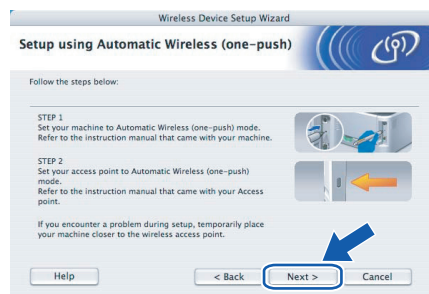 Wireless Device Setup Wizard
Setup using Automatic Wireless (one-push)
Follow the steps below:
STEP 1
Set your machine to Automatic Wireless (one-push) mode.
Refer to the instruction manual that came with your machine.
STEP 2
Set your access point to Automatic Wireless (one-push)
mode.
Refer to the instruction manual that came with your Access
point.
If you encounter a problem during setup, temporarily place
your machine closer to the wireless access point.
Help
< Back
Next >
Cancel